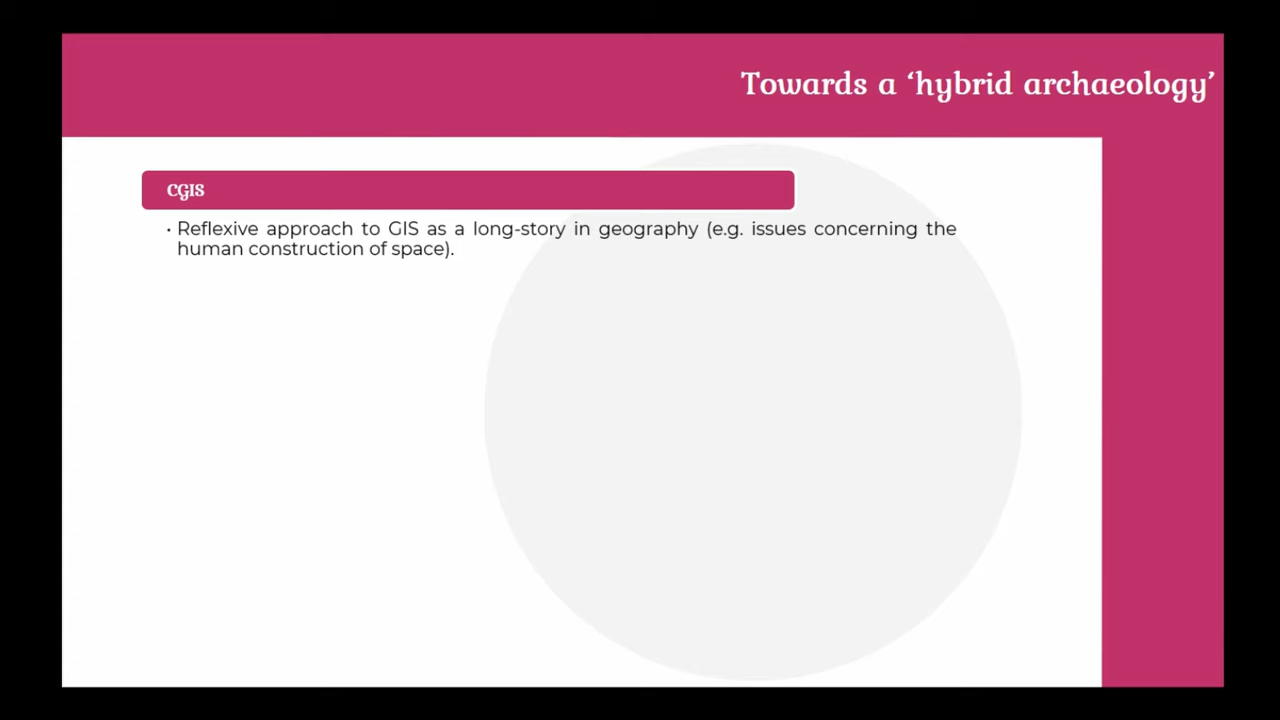 Towards a ‘hybrid archaeology’
CGIS
• Reflexive approach to GIS as a long-story in geography (e.g. issues concerning the
human construction of space).